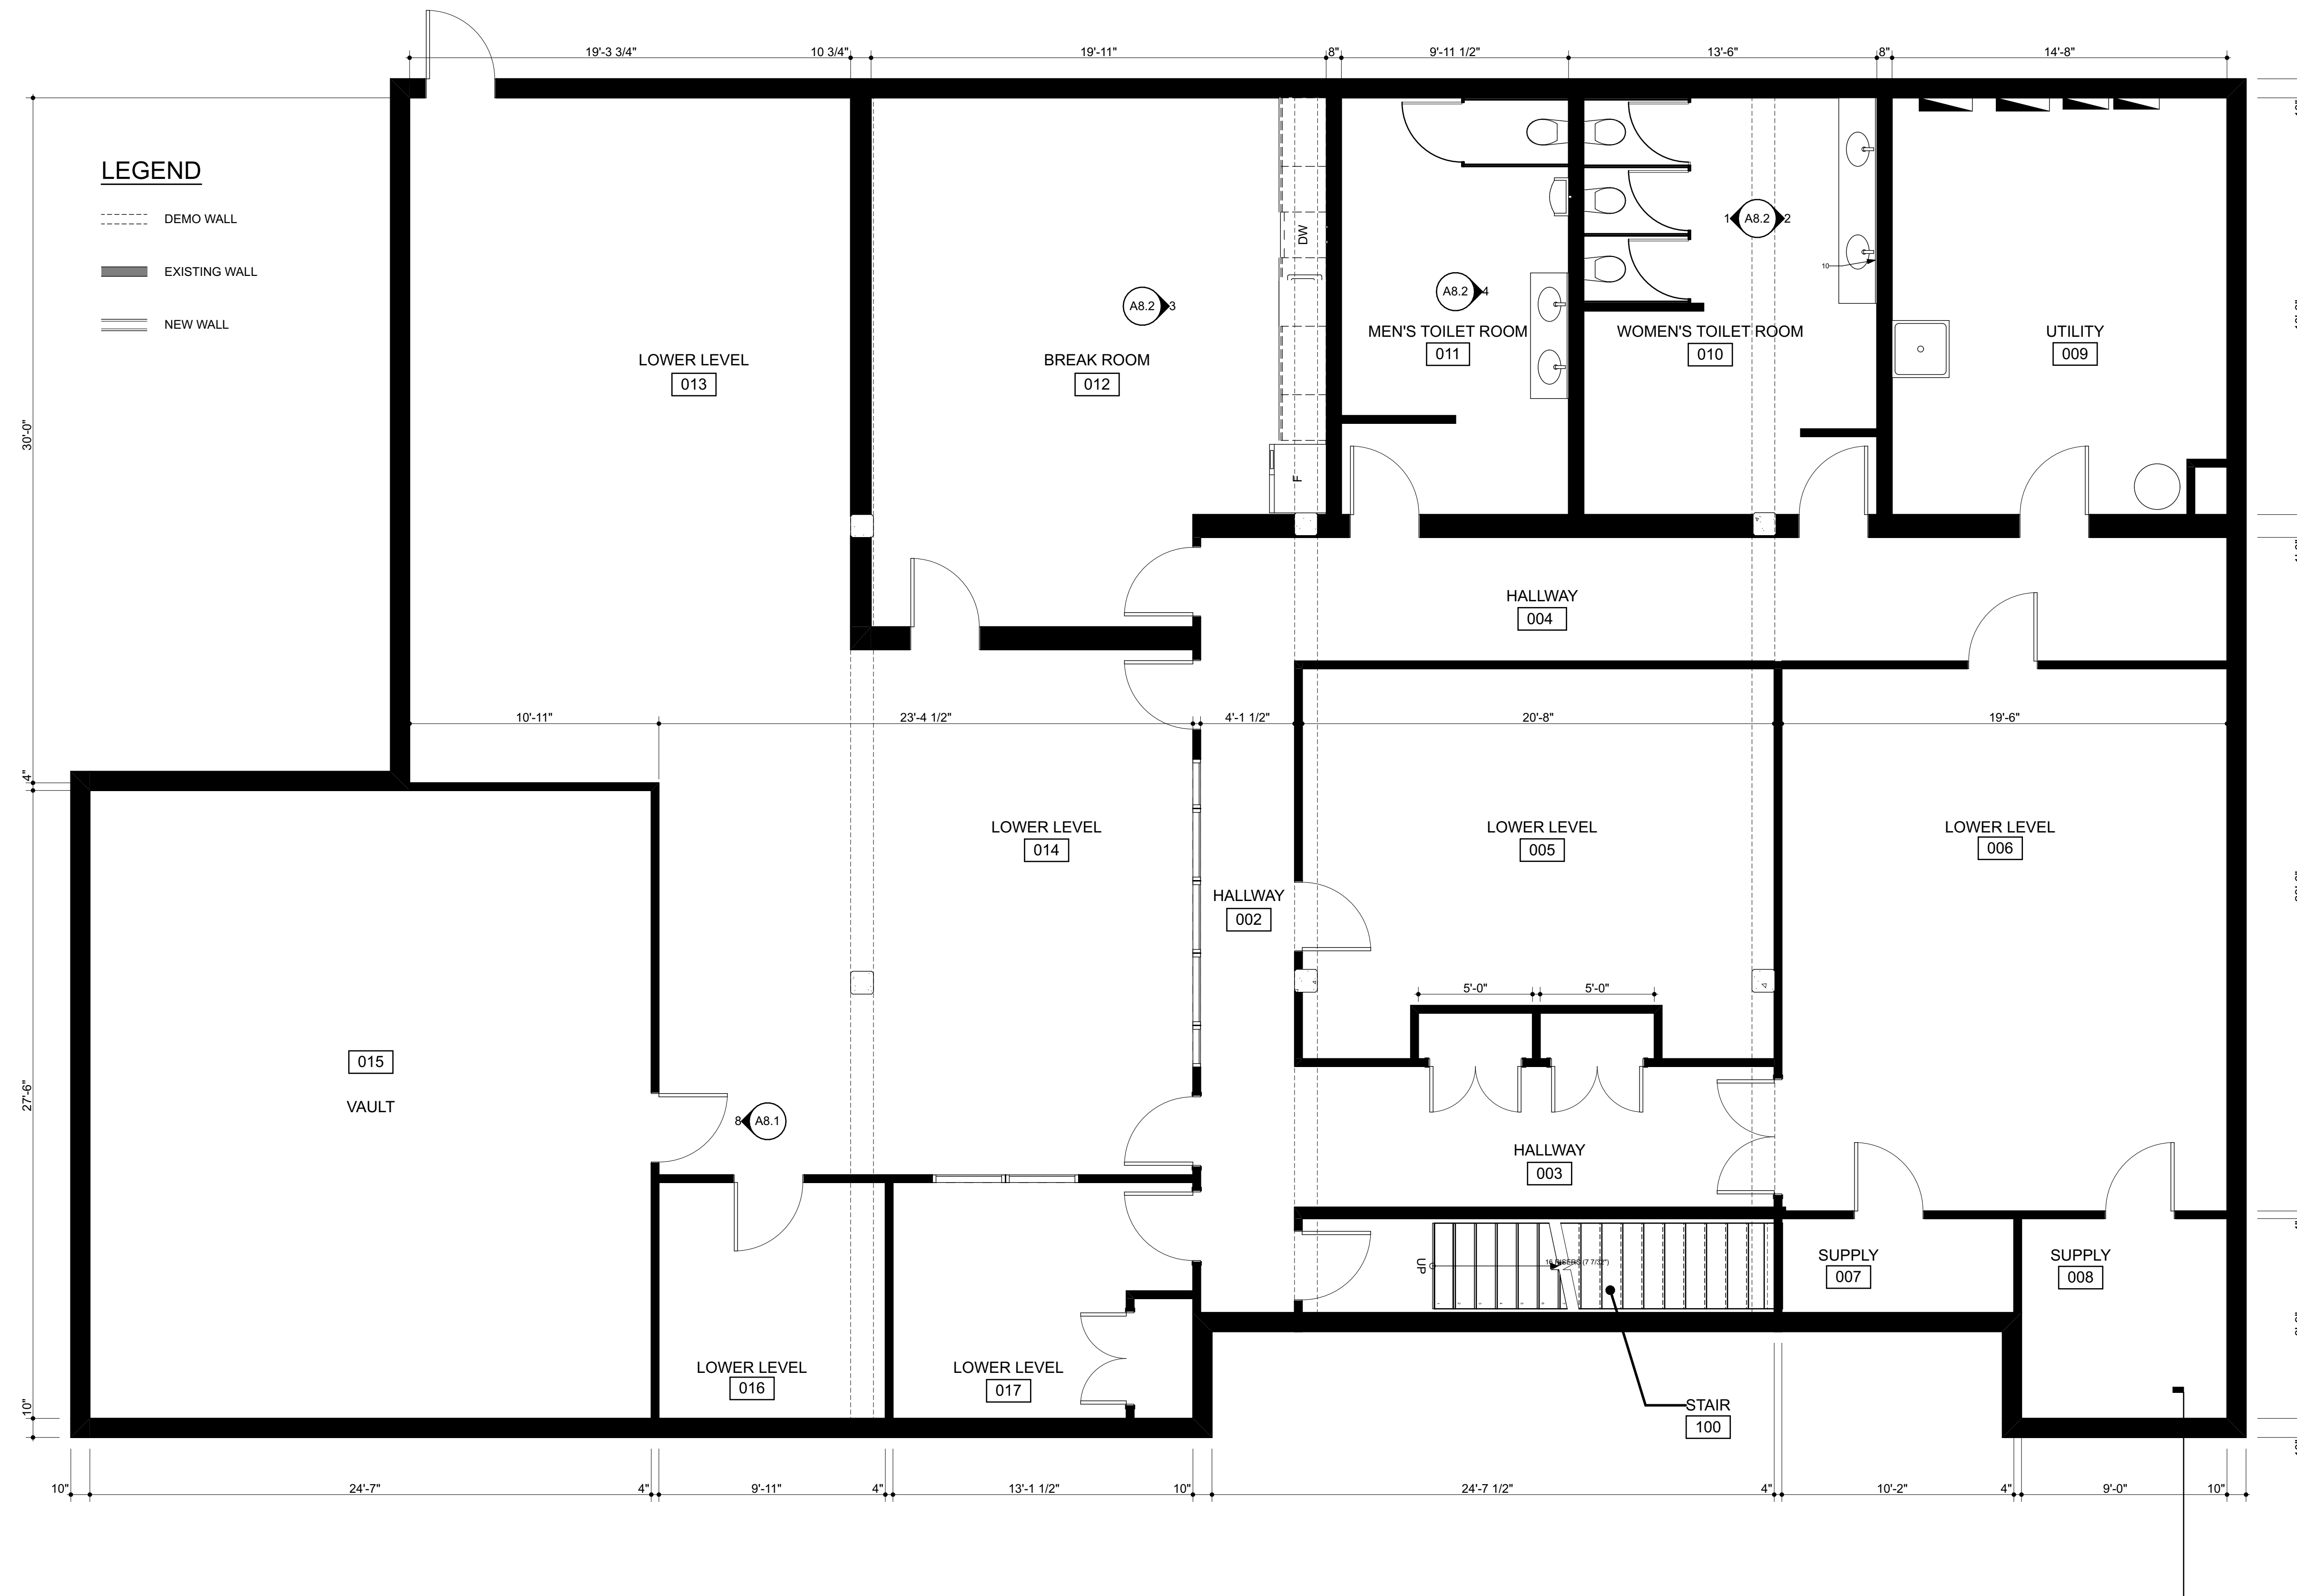 19'-3 3/4"
10 3/4"
19'-11"
8"
9'-11 1/2"
13'-6"
8"
14'-8"
LEGEND
DEMO WALL
EXISTING WALL
NEW WALL
DW
1 A8.2 2
10
A8.2 4
A8.2 3
MEN'S TOILET ROOM
011
WOMEN'S TOILET ROOM
010
UTILITY
009
LOWER LEVEL
013
BREAK ROOM
012
30'-0"
F
HALLWAY
004
10'-11"
23'-4 1/2"
4'-1 1/2"
20'-8"
19'-6"
4"
LOWER LEVEL
014
LOWER LEVEL
005
LOWER LEVEL
006
HALLWAY
002
5'-0"
5'-0"
015
VAULT
27'-6"
8 A8.1
HALLWAY
003
UP
16 RISERS (7 7/32")
SUPPLY
007
SUPPLY
008
LOWER LEVEL
016
LOWER LEVEL
017
STAIR
100
10"
10"
24'-7"
4"
9'-11"
4"
13'-1 1/2"
10"
24'-7 1/2"
4"
10'-2"
4"
9'-0"
10"